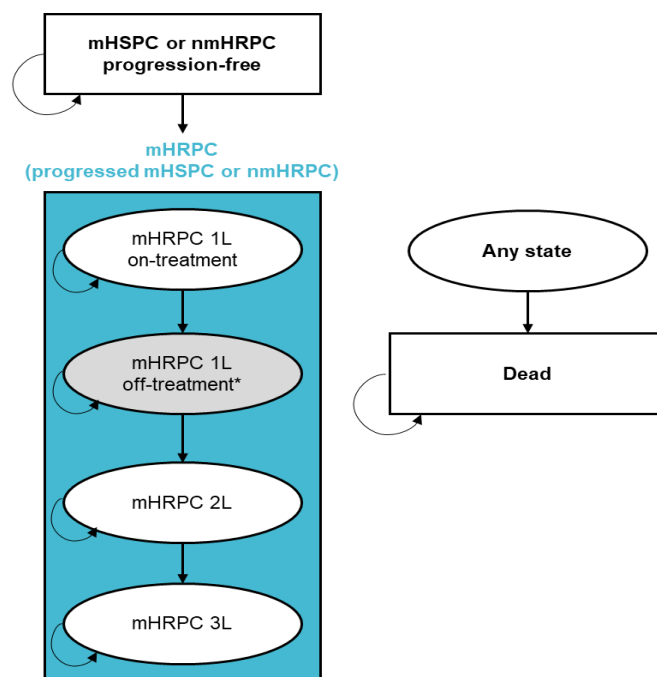 mHSPC or nmHRPC
progression-free
mHRPC
(progressed mHSPC or nmHRPC)
mHRPC 1L
on-treatment
mHRPC 1L
off-treatment*
mHRPC 2L
mHRPC 3L
Any state
Dead